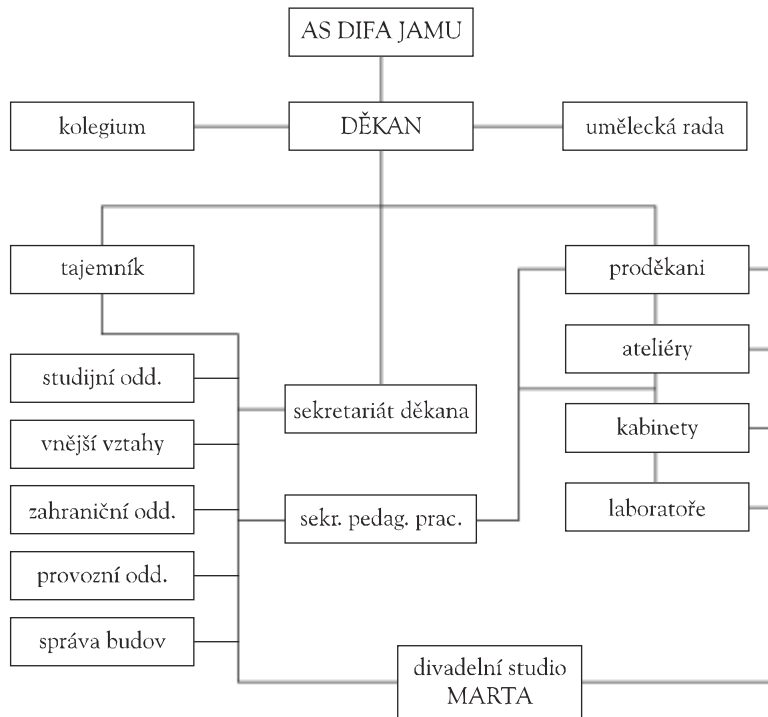 AS DIFA JAMU
kolegium
DĚKAN
umělecká rada
tajemník
proděkani
studijní odd.
ateliéry
sekretariát děkana
vnější vztahy
kabinety
zahraniční odd.
sekr. pedag. prac.
laboratoře
provozní odd.
správa budov
divadelní studio
MARTA